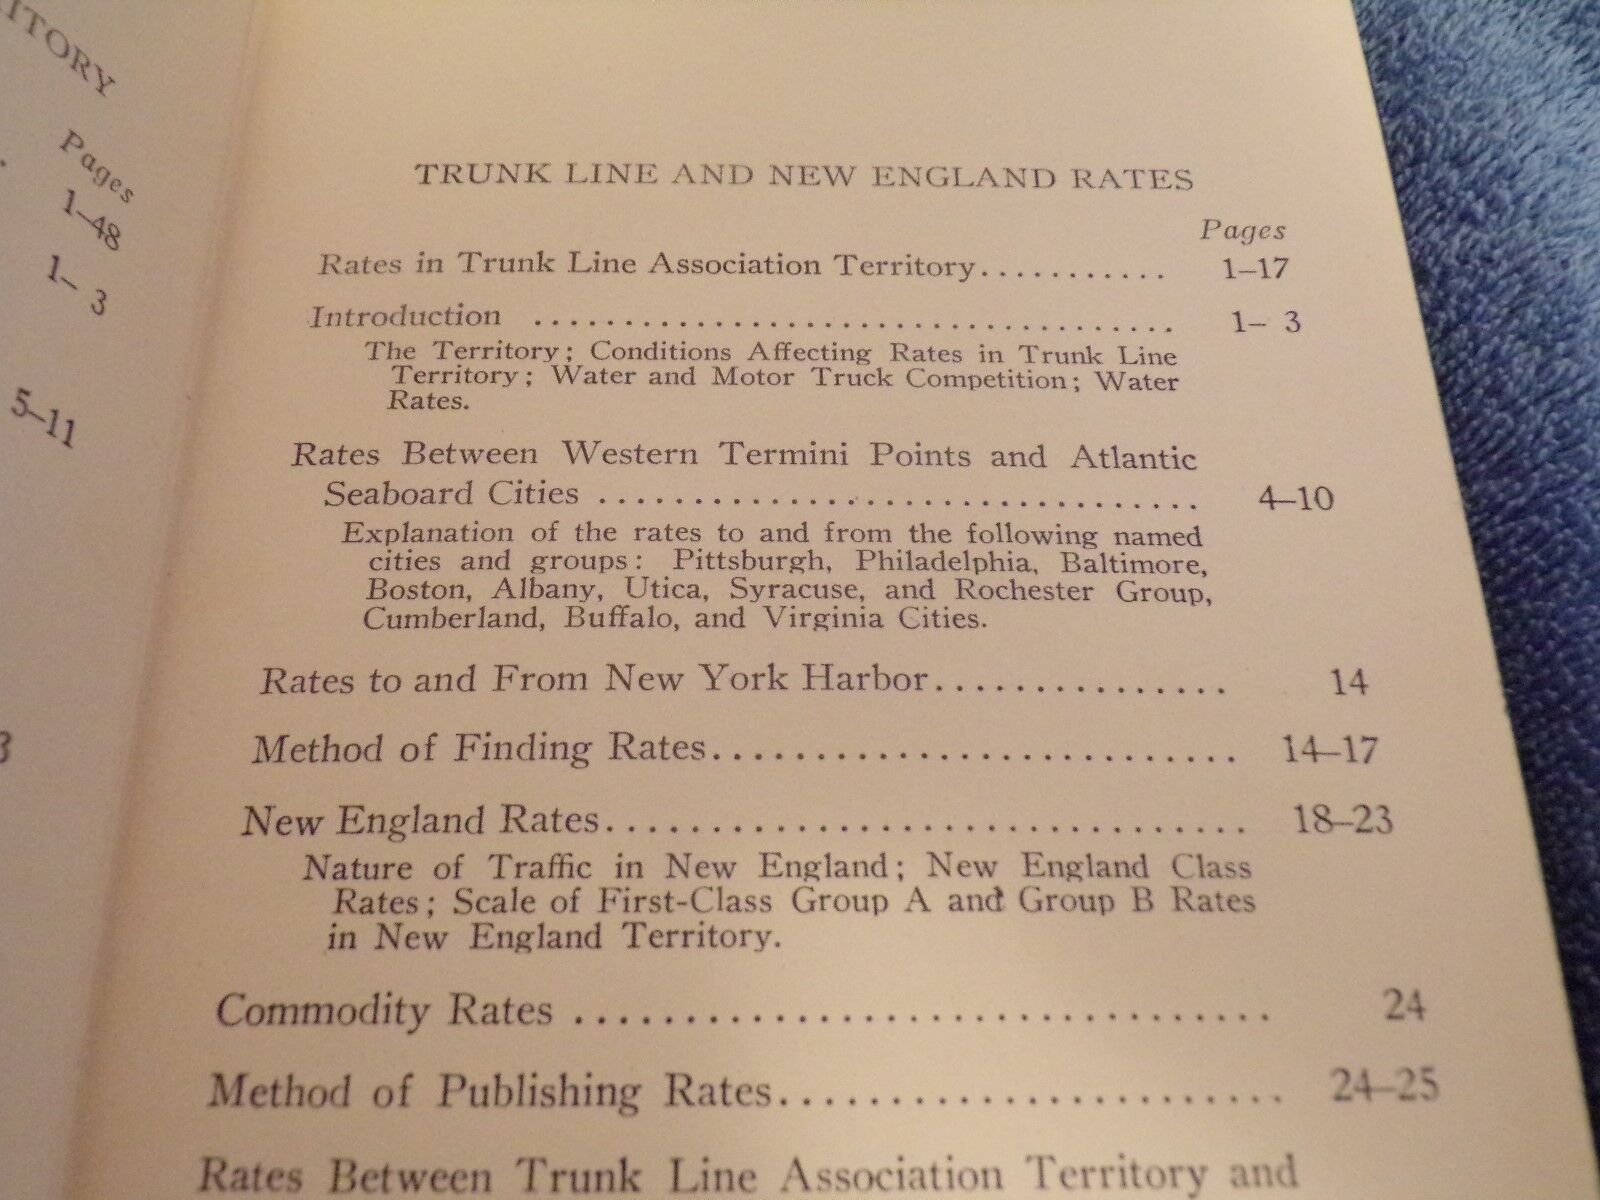 ITORY
Pages
1–48
1– 3
5–11
3
TRUNK LINE AND NEW ENGLAND RATES
Pages
Rates in Trunk Line Association Territory........... 1–17
Introduction ................................... 1– 3
The Territory; Conditions Affecting Rates in Trunk Line
Territory; Water and Motor Truck Competition; Water
Rates.
Rates Between Western Termini Points and Atlantic
Seaboard Cities ................................ 4–10
Explanation of the rates to and from the following named
cities and groups: Pittsburgh, Philadelphia, Baltimore,
Boston, Albany, Utica, Syracuse, and Rochester Group,
Cumberland, Buffalo, and Virginia Cities.
Rates to and From New York Harbor............... 14
Method of Finding Rates........................... 14–17
New England Rates................................ 18–23
Nature of Traffic in New England; New England Class
Rates; Scale of First-Class Group A and Group B Rates
in New England Territory.
Commodity Rates ................................. 24
Method of Publishing Rates........................ 24–25
Rates Between Trunk Line Association Territory and